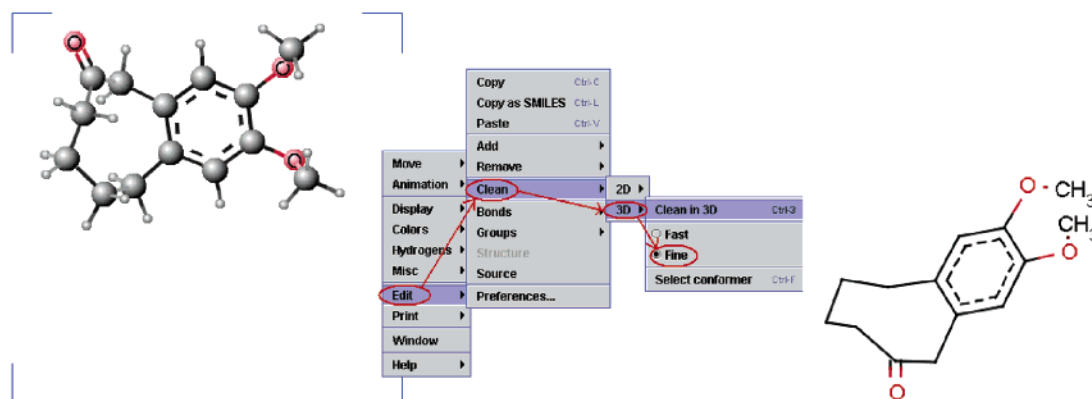 O
O
O
Move
Animation
Display
Colors
Hydrogens
Misc
Edit
Print
Window
Help
Copy Ctrl-C
Copy as SMILES Ctrl-L
Paste Ctrl-V
Add
Remove
Clean
Bonds
Groups
Structure
Source
Preferences...
2D
3D
Clean in 3D Ctrl-3
Fast
Fine
Select conformer Ctrl-F
O CH3
CH3
O
O